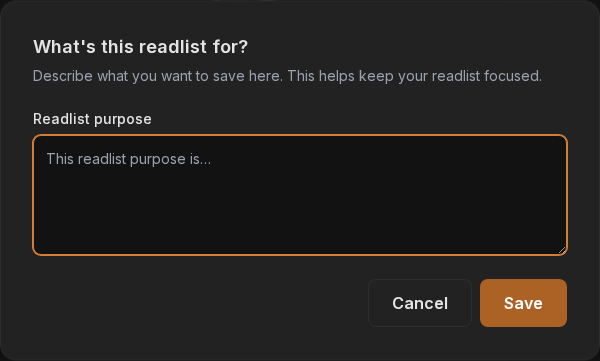 What's this readlist for?
Describe what you want to save here. This helps keep your readlist focused.
Readlist purpose
This readlist purpose is...
Cancel
Save